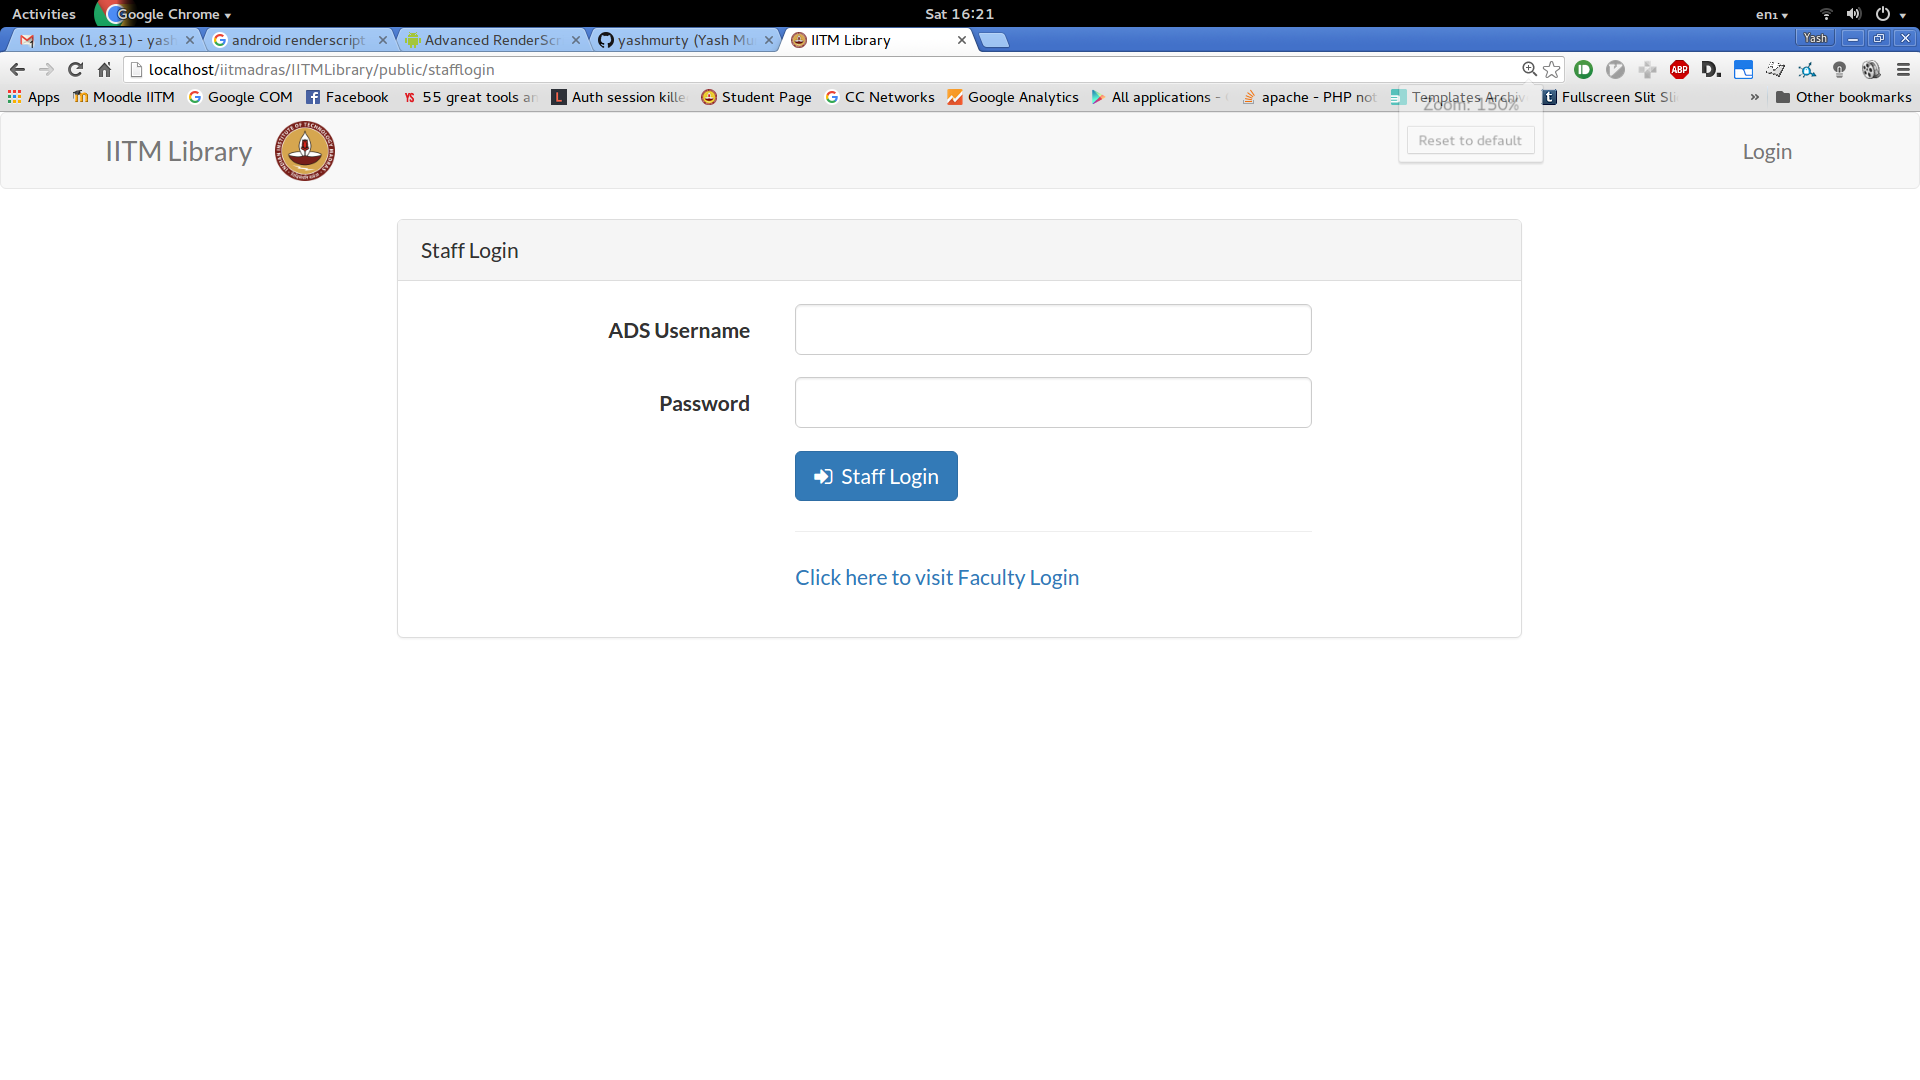 Activities Google Chrome Sat 16:21 en₁
Inbox (1,831) - yash android renderscript Advanced RenderScr yashmurty (Yash Mu IITM Library Yash
localhost/iitmadras/IITMLibrary/public/stafflogin
Apps Moodle IITM Google COM Facebook 55 great tools an Auth session kille Student Page CC Networks Google Analytics All applications - apache - PHP not Templates Archiv Fullscreen Slit Sli » Other bookmarks
Zoom: 150%
Reset to default
IITM Library Login
Staff Login
ADS Username
Password
Staff Login
Click here to visit Faculty Login